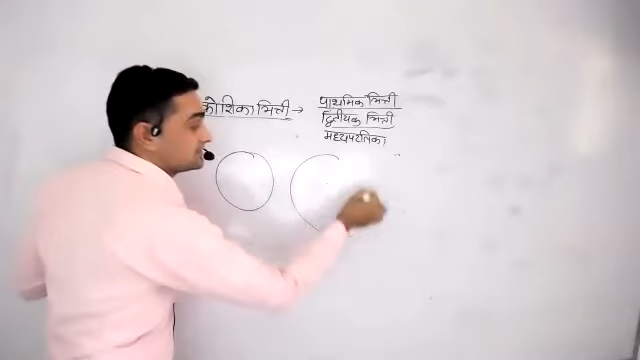 कोशिका भित्ती → प्राथमिक भित्ती
द्वितीयक भित्ती
मध्यपटलिका